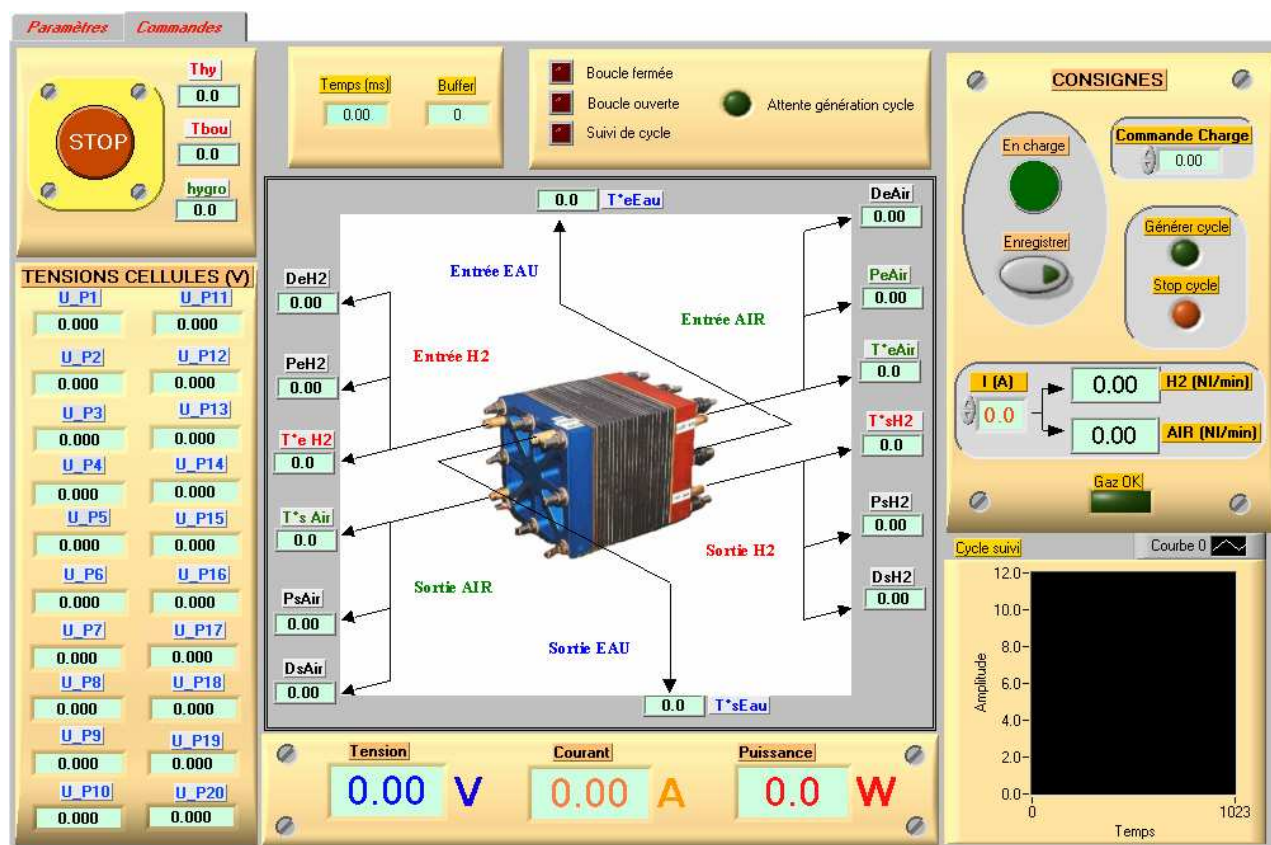 Paramètres
Commandes
STOP
Thy
0.0
Tbou
0.0
hygro
0.0
Temps (ms)
0.00
Buffer
0
Boucle fermée
Boucle ouverte
Suivi de cycle
Attente génération cycle
CONSIGNES
En charge
Enregistrer
Commande Charge
0.00
Générer cycle
Stop cycle
I (A)
0.0
0.00
H2 (Nl/min)
0.00
AIR (Nl/min)
Gaz OK
TENSIONS CELLULES (V)
U_P1
U_P11
0.000
0.000
U_P2
U_P12
0.000
0.000
U_P3
U_P13
0.000
0.000
U_P4
U_P14
0.000
0.000
U_P5
U_P15
0.000
0.000
U_P6
U_P16
0.000
0.000
U_P7
U_P17
0.000
0.000
U_P8
U_P18
0.000
0.000
U_P9
U_P19
0.000
0.000
U_P10
U_P20
0.000
0.000
0.0
T*eEau
Entrée EAU
DeH2
0.00
PeH2
0.00
Entrée H2
T*e H2
0.0
T*s Air
0.0
Sortie AIR
PsAir
0.00
DsAir
0.00
DeAir
0.00
PeAir
0.00
Entrée AIR
T*eAir
0.0
T*sH2
0.0
PsH2
0.00
Sortie H2
DsH2
0.00
Sortie EAU
0.0
T*sEau
Tension
0.00 V
Courant
0.00 A
Puissance
0.0 W
Cycle suivi
Courbe 0
Amplitude
12.0
10.0
8.0
6.0
4.0
2.0
0.0
0
1023
Temps